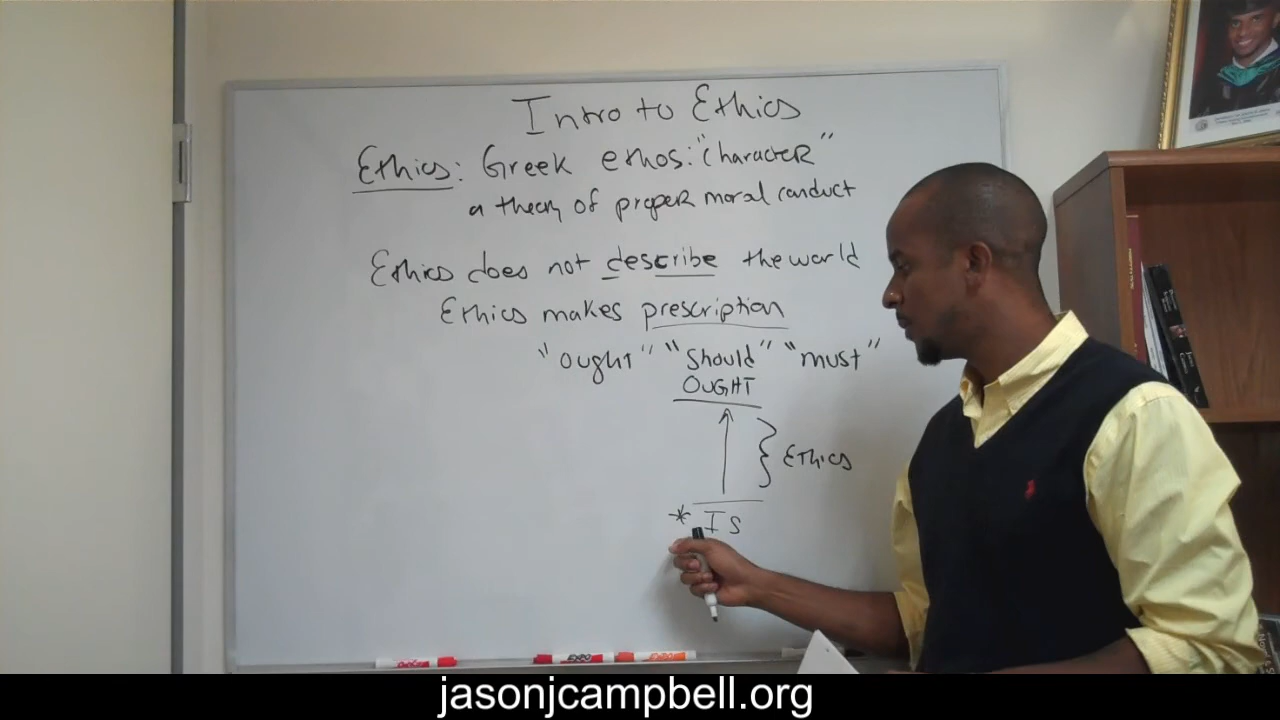 Intro to Ethics
Ethics: Greek ethos: "character"
a theory of proper moral conduct
Ethics does not describe the world
Ethics makes prescription
"ought" "should" "must"
OUGHT
Ethics
* IS
EXPO
jasonjcampbell.org